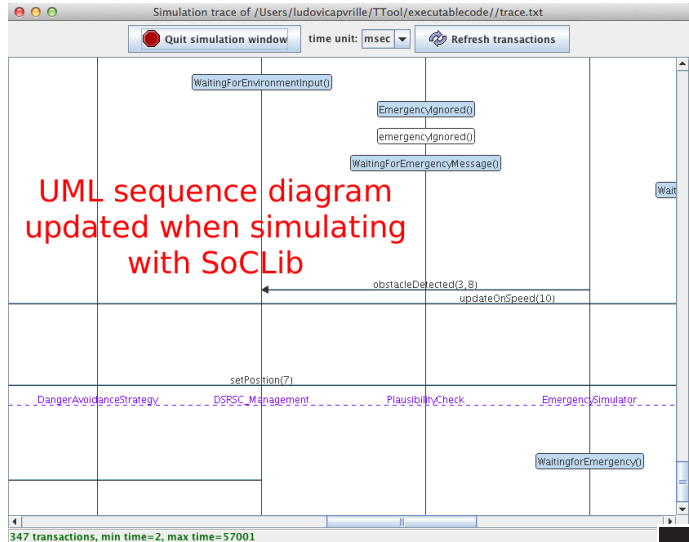 Simulation trace of /Users/ludovicapvrille/TTool/executablecode//trace.txt
Quit simulation window time unit: msec Refresh transactions
WaitingForEnvironmentInput()
EmergencyIgnored()
emergencyIgnored()
WaitingForEmergencyMessage()
UML sequence diagram
Wait
updated when simulating
with SoCLib
obstacleDetected(3,8)
updateOnSpeed(10)
setPosition(7)
DangerAvoidanceStrategy DSRSC_Management PlausibilityCheck EmergencySimulator
WaitingforEmergency()
347 transactions, min time=2, max time=57001